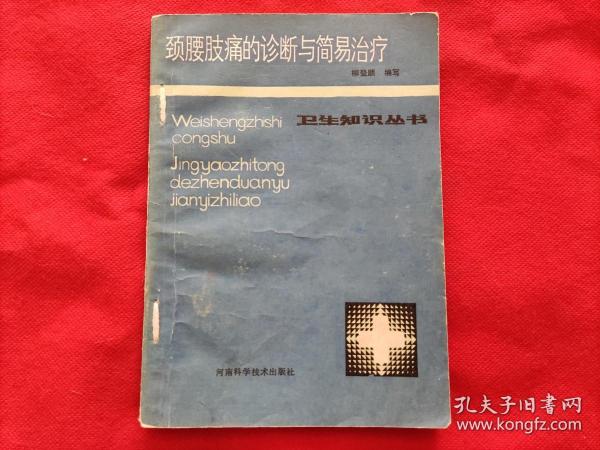 颈腰肢痛的诊断与简易治疗
柳登顺 编写
Weishengzhishi
congshu
卫生知识丛书
Jingyaozhitong
dezhenduanyu
jianyizhiliao
河南科学技术出版社
孔夫子旧书网
www.kongfz.com